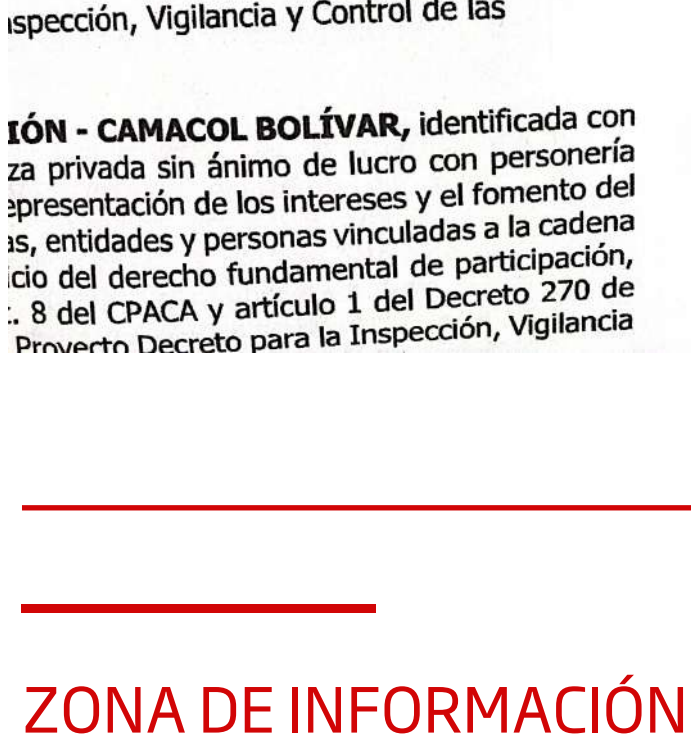 Inspección, Vigilancia y Control de las
IÓN - CAMACOL BOLÍVAR, identificada con
za privada sin ánimo de lucro con personería
epresentación de los intereses y el fomento del
as, entidades y personas vinculadas a la cadena
cicio del derecho fundamental de participación,
t. 8 del CPACA y artículo 1 del Decreto 270 de
Proyecto Decreto para la Inspección, Vigilancia
ZONA DE INFORMACIÓN